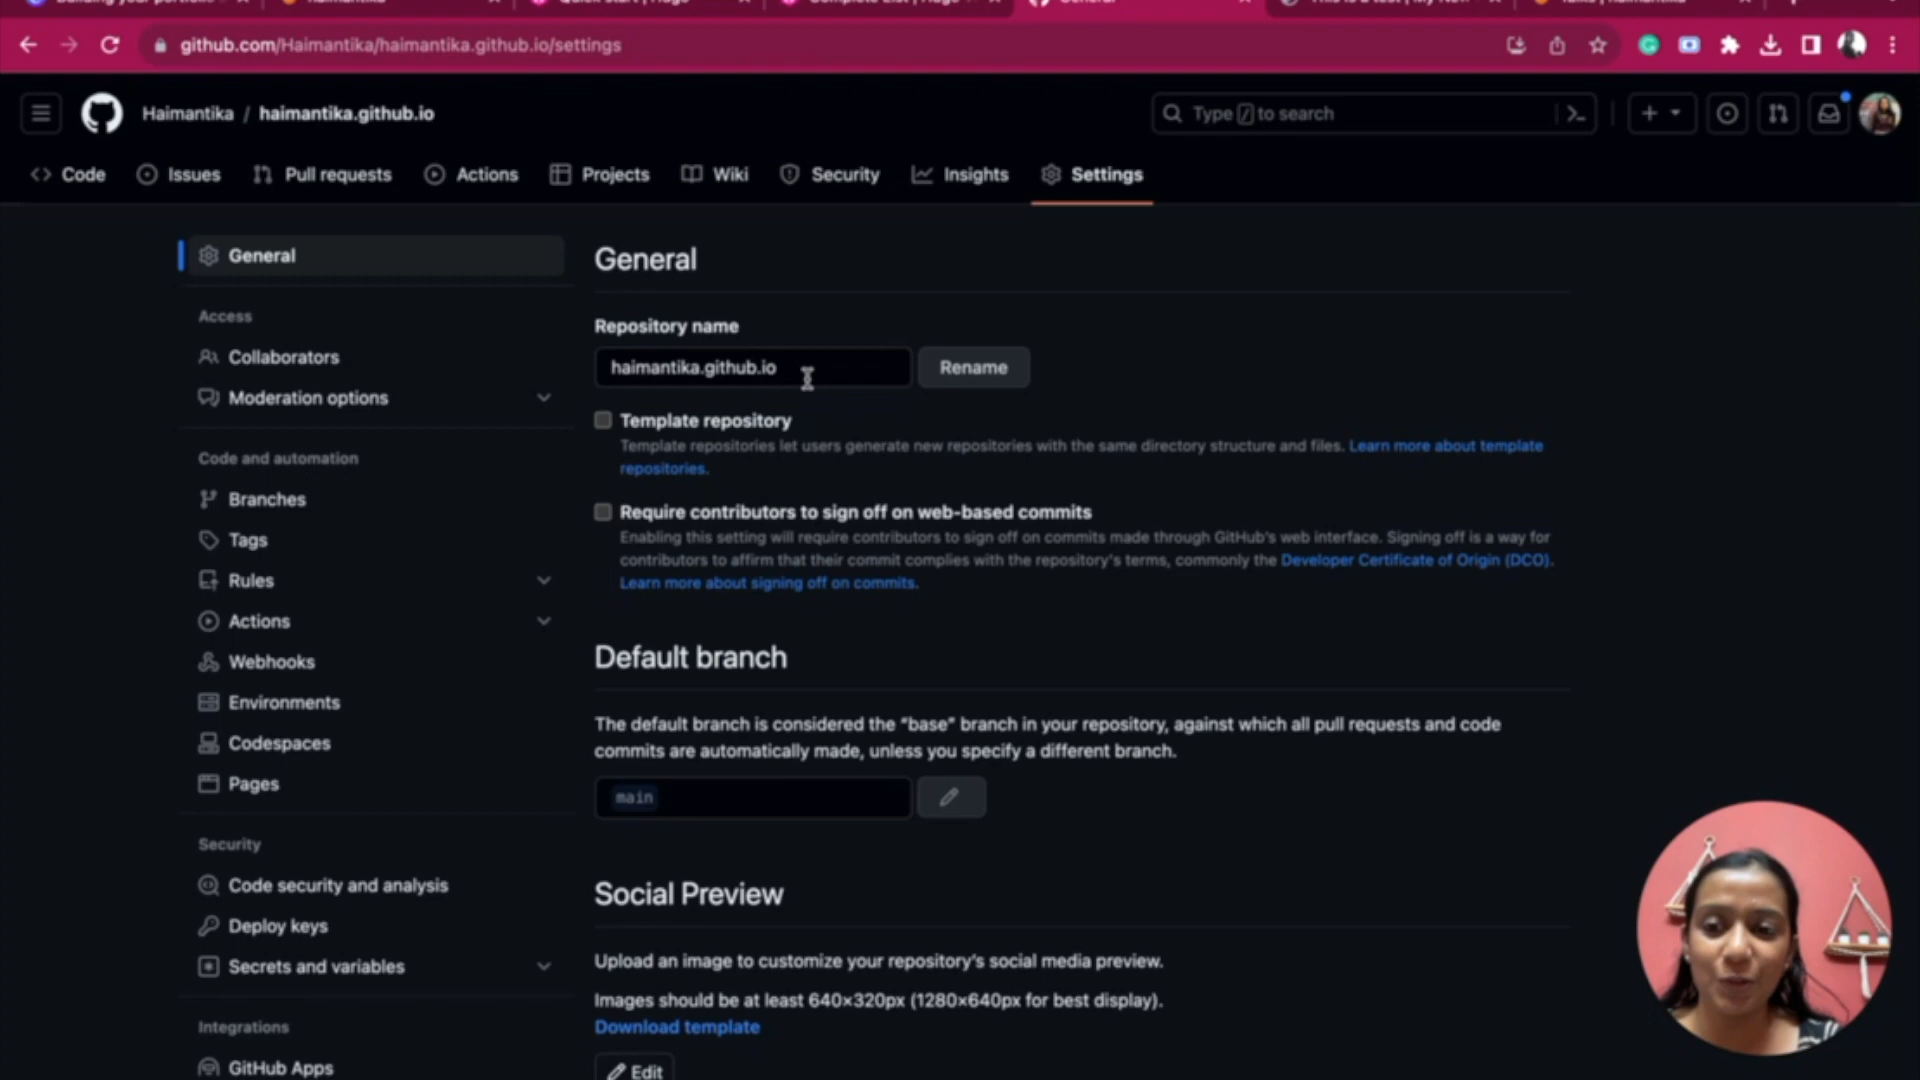 github.com/Haimantika/haimantika.github.io/settings
Haimantika / haimantika.github.io
Type / to search
Code
Issues
Pull requests
Actions
Projects
Wiki
Security
Insights
Settings
General
Access
Collaborators
Moderation options
Code and automation
Branches
Tags
Rules
Actions
Webhooks
Environments
Codespaces
Pages
Security
Code security and analysis
Deploy keys
Secrets and variables
Integrations
GitHub Apps
General
Repository name
haimantika.github.io
Rename
Template repository
Template repositories let users generate new repositories with the same directory structure and files. Learn more about template
repositories.
Require contributors to sign off on web-based commits
Enabling this setting will require contributors to sign off on commits made through GitHub's web interface. Signing off is a way for
contributors to affirm that their commit complies with the repository's terms, commonly the Developer Certificate of Origin (DCO).
Learn more about signing off on commits.
Default branch
The default branch is considered the “base” branch in your repository, against which all pull requests and code
commits are automatically made, unless you specify a different branch.
main
Social Preview
Upload an image to customize your repository's social media preview.
Images should be at least 640×320px (1280×640px for best display).
Download template
Edit